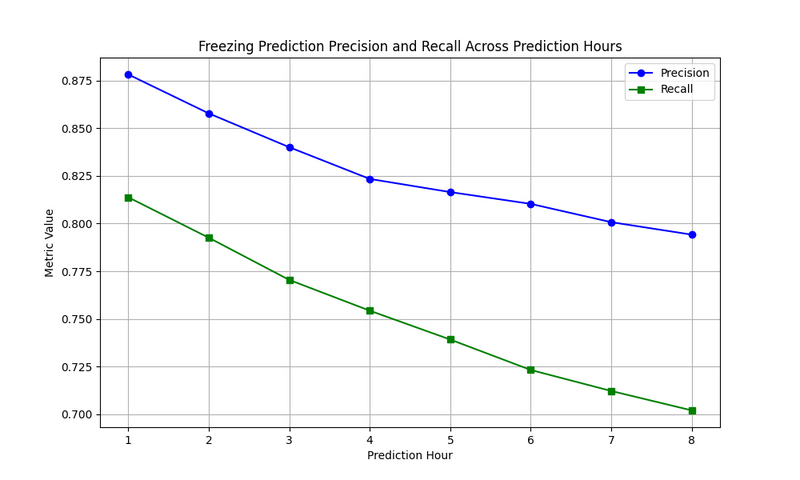 Freezing Prediction Precision and Recall Across Prediction Hours
Precision
Recall
Metric Value
0.875
0.850
0.825
0.800
0.775
0.750
0.725
0.700
1 2 3 4 5 6 7 8
Prediction Hour